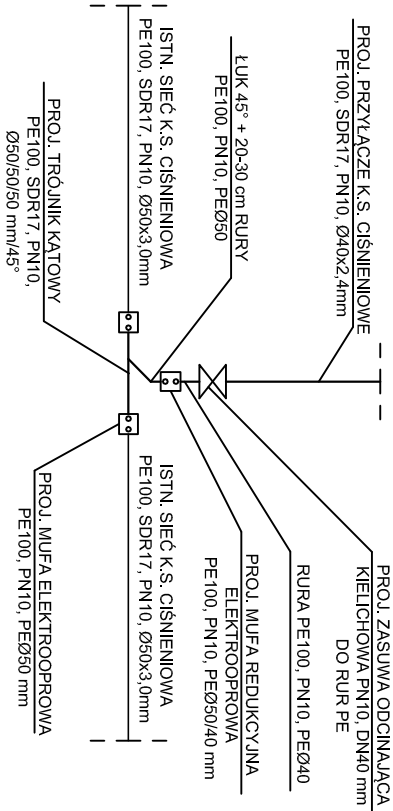 PROJ. PRZYŁĄCZE K.S. CIŚNIENIOWE
PE100, SDR17, PN10, Ø40x2,4mm
PROJ. ZASUWA ODCINAJĄCA
KIELICHOWA PN10, DN40 mm
DO RUR PE
RURA PE100, PN10, PEØ40
ŁUK 45° + 20-30 cm RURY
PE100, PN10, PEØ50
PROJ. MUFA REDUKCYJNA
ELEKTROOPROWA
PE100, PN10, PEØ50/40 mm
ISTN. SIEĆ K.S. CIŚNIENIOWA
PE100, SDR17, PN10, Ø50x3,0mm
ISTN. SIEĆ K.S. CIŚNIENIOWA
PE100, SDR17, PN10, Ø50x3,0mm
PROJ. TRÓJNIK KĄTOWY
PE100, SDR17, PN10,
Ø50/50/50 mm/45°
PROJ. MUFA ELEKTROOPROWA
PE100, PN10, PEØ50 mm